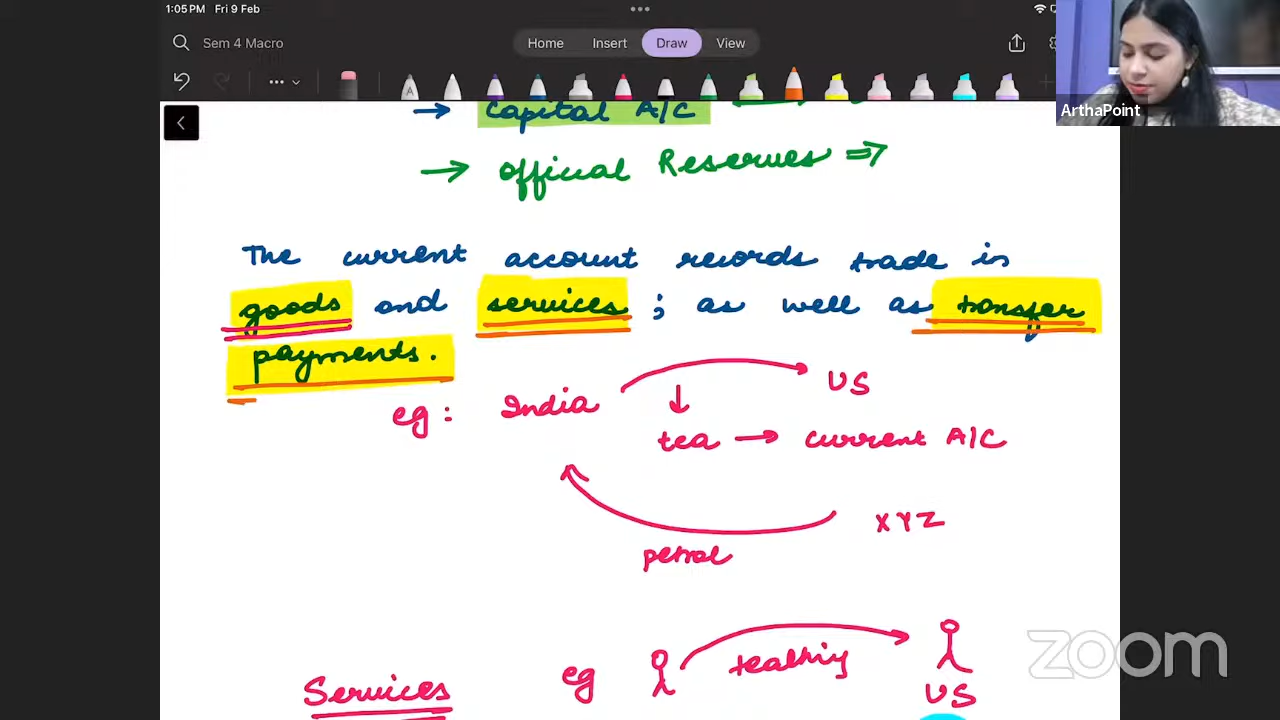 1:05 PM Fri 9 Feb
Sem 4 Macro
Home Insert Draw View
ArthaPoint
→ Capital A/C
→ Official Reserves ⇒
The current account records trade in
goods and services ; as well as transfer
payments.
eg : India → US
↓
tea → current A/C
XYZ
petrol
Services eg teaching US
zoom